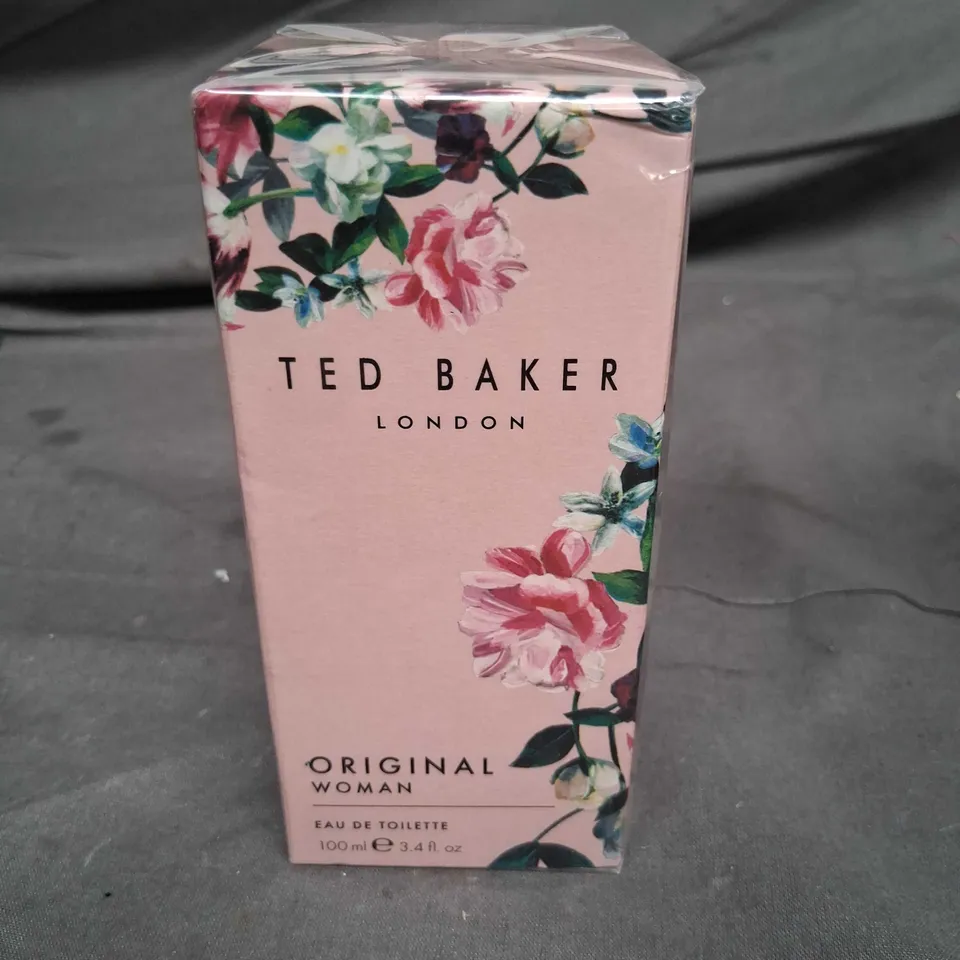 TED BAKER
LONDON
ORIGINAL
WOMAN
EAU DE TOILETTE
100 ml ℮ 3.4 fl. oz